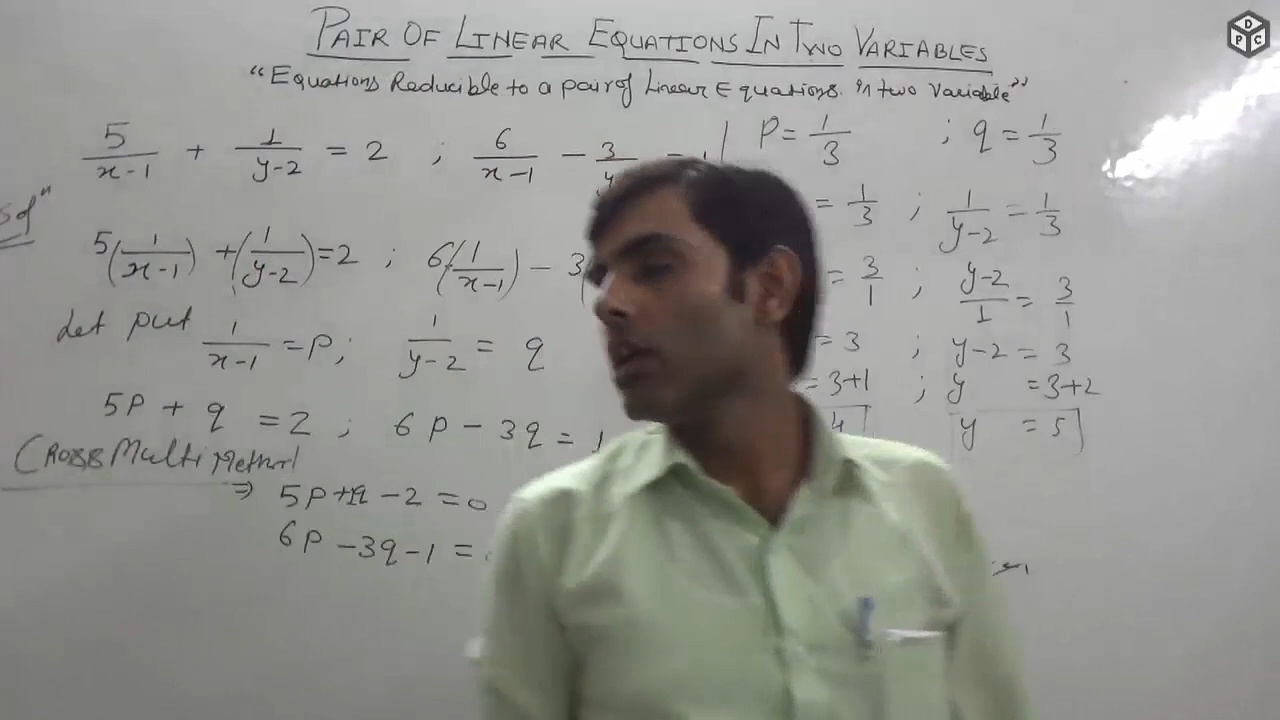 PAIR OF LINEAR EQUATIONS IN TWO VARIABLES
"Equations Reducible to a pair of Linear Equations in two Variable"
5/(x-1) + 1/(y-2) = 2 ; 6/(x-1) - 3/
Sol"
5(1/(x-1)) + (1/(y-2)) = 2 ; 6(1/(x-1)) - 3(
Let put 1/(x-1) = P ; 1/(y-2) = q
5P + q = 2 ; 6P - 3q = 1
Cross Multi Method
⇒ 5P + 1q - 2 = 0
6P - 3q - 1 =
P = 1/3 ; q = 1/3
= 1/3 ; 1/(y-2) = 1/3
= 3/1 ; (y-2)/1 = 3/1
= 3 ; y-2 = 3
= 3+1 ; y = 3+2
4 y = 5
D
P C